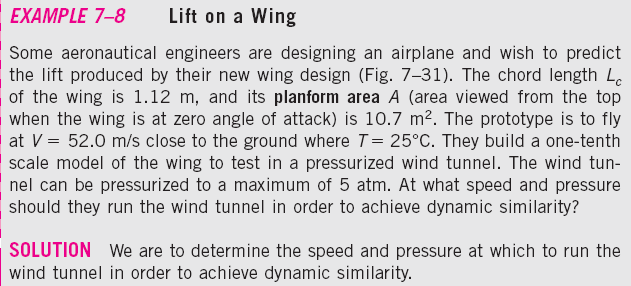 EXAMPLE 7–8 Lift on a Wing
Some aeronautical engineers are designing an airplane and wish to predict
the lift produced by their new wing design (Fig. 7–31). The chord length Lc
of the wing is 1.12 m, and its planform area A (area viewed from the top
when the wing is at zero angle of attack) is 10.7 m². The prototype is to fly
at V = 52.0 m/s close to the ground where T = 25°C. They build a one-tenth
scale model of the wing to test in a pressurized wind tunnel. The wind tun-
nel can be pressurized to a maximum of 5 atm. At what speed and pressure
should they run the wind tunnel in order to achieve dynamic similarity?
SOLUTION We are to determine the speed and pressure at which to run the
wind tunnel in order to achieve dynamic similarity.